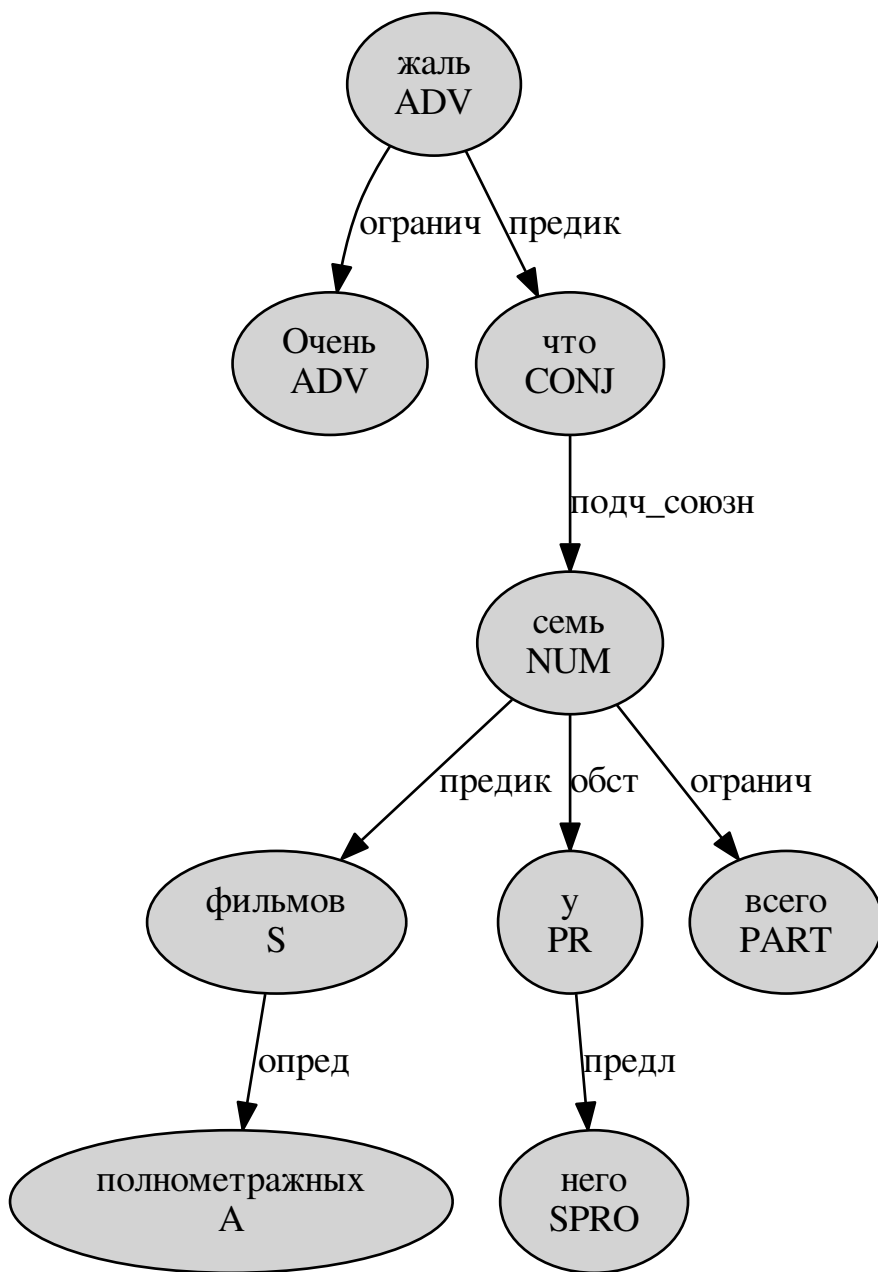 жаль
ADV
огранич
предик
Очень
ADV
что
CONJ
подч_союзн
семь
NUM
предик
обст
огранич
фильмов
S
у
PR
всего
PART
опред
предл
полнометражных
A
него
SPRO